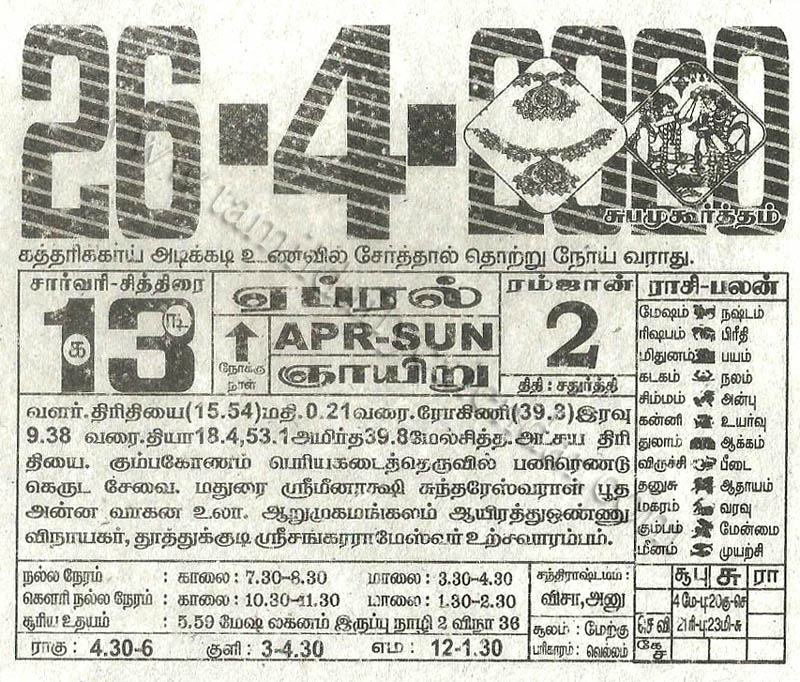 26-4-2020
சுபமுகூர்த்தம்
கத்தரிக்காய் அடிக்கடி உணவில் சேர்த்தால் தொற்று நோய் வராது.
சார்வரி-சித்திரை
13
க
ஏப்ரல்
நோக்கு
நாள்
APR-SUN
ஞாயிறு
ரம்ஜான்
2
திதி : சதுர்த்தி
ராசி-பலன்
மேஷம் நஷ்டம்
ரிஷபம் பிரீதி
மிதுனம் பயம்
கடகம் நலம்
சிம்மம் அன்பு
கன்னி உயர்வு
துலாம் ஆக்கம்
விருச்சி பீடை
தனுசு ஆதாயம்
மகரம் வரவு
கும்பம் மேன்மை
மீனம் முயற்சி
வளர்.திரிதியை(15.54)மதி.0.21 வரை.ரோகிணி(39.3)இரவு
9.38 வரை.தியா18.4,53.1அமிர்த39.8மேல்சித்த.அட்சய திரி
தியை. கும்பகோணம் பெரியகடைத்தெருவில் பனிரெண்டு
கெருட சேவை. மதுரை ஸ்ரீமீனாக்ஷி சுந்தரேஸ்வராள் பூத
அன்ன வாகன உலா. ஆறுமுகமங்களம் ஆயிரத்துஒண்ணு
விநாயகர், தூத்துக்குடி ஸ்ரீசங்கரராமேஸ்வர் உற்சவாரம்பம்.
நல்ல நேரம் : காலை : 7.30-8.30 மாலை : 3.30-4.30
கௌரி நல்ல நேரம் : காலை : 10.30-11.30 மாலை : 1.30-2.30
சூரிய உதயம் : 5.59 மேஷ லக்னம் இருப்பு நாழி 2 விநா 36
ராகு : 4.30-6 குளி : 3-4.30 எம : 12-1.30
சந்திராஷ்டமம் :
விசா,அனு
சூலம் : மேற்கு
பரிகாரம் : வெல்லம்
சூ பு சு ரா
4 மே-பு 20கு-செ
செ வி 21 ரி-பு 23மி-சு
கே